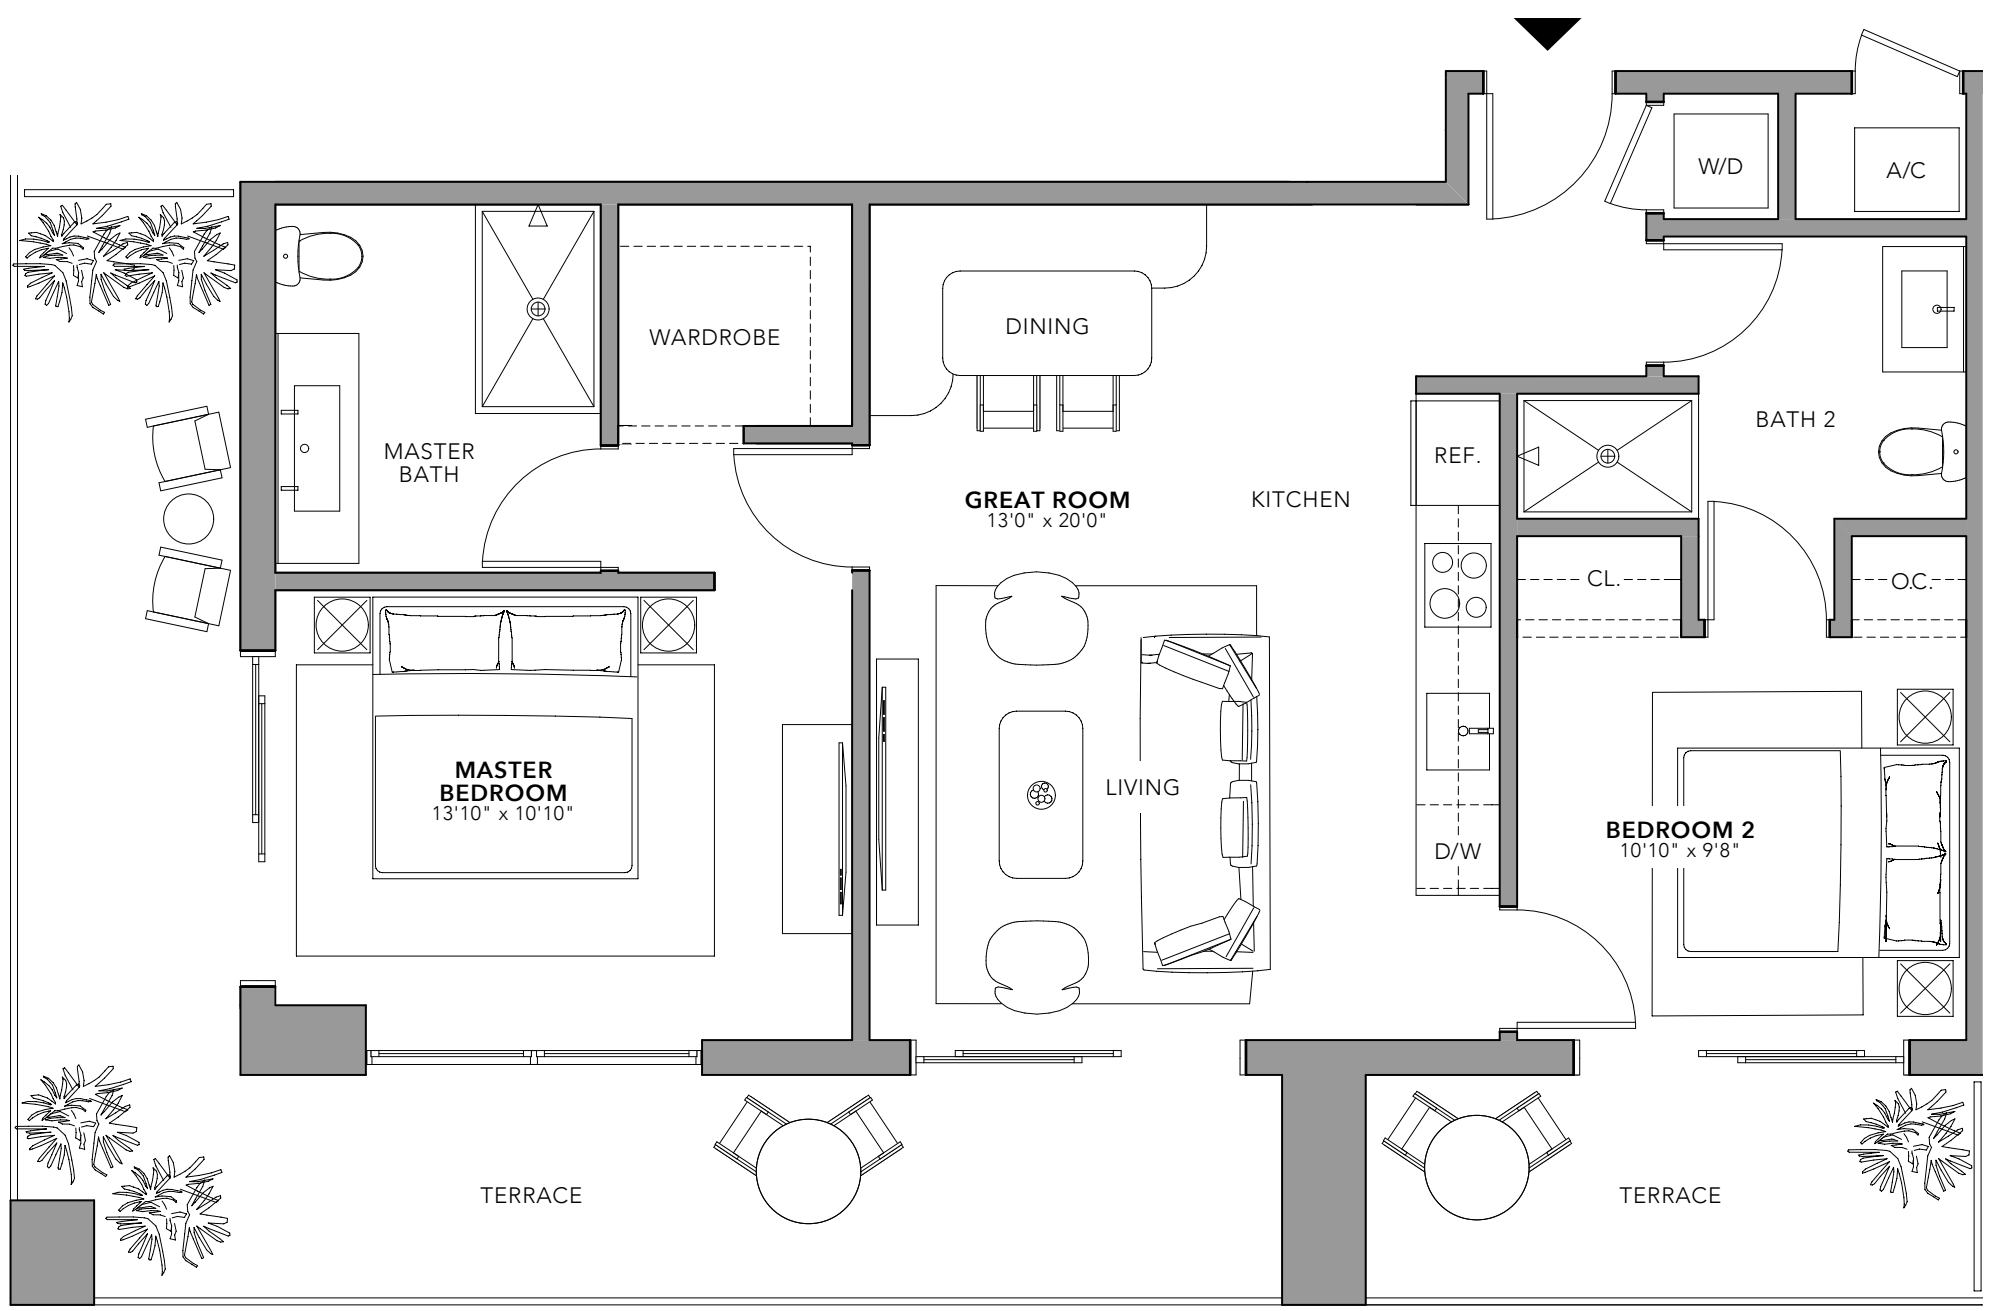 W/D
A/C
DINING
WARDROBE
BATH 2
MASTER
BATH
REF.
GREAT ROOM
13'0" x 20'0"
KITCHEN
CL.
O.C.
MASTER
BEDROOM
13'10" x 10'10"
LIVING
BEDROOM 2
10'10" x 9'8"
D/W
TERRACE
TERRACE